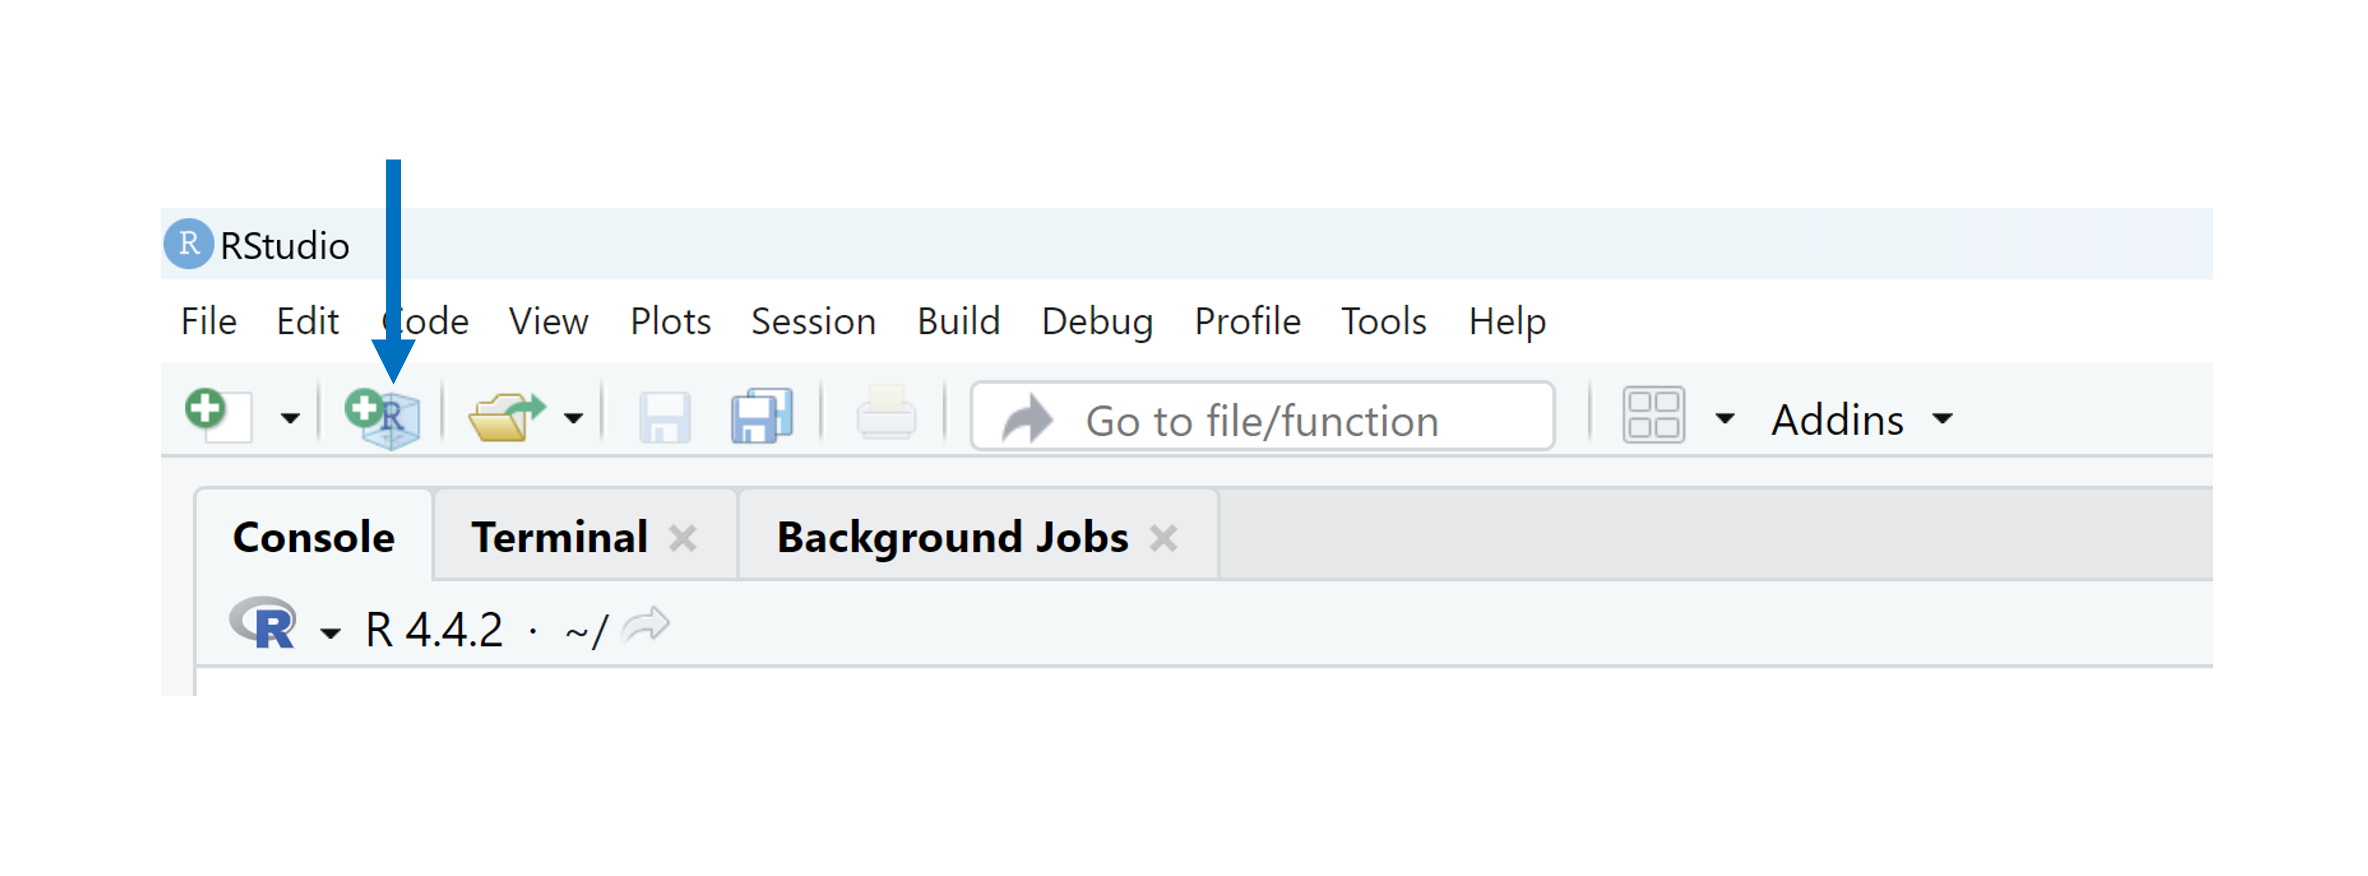 R RStudio
File Edit Code View Plots Session Build Debug Profile Tools Help
R Go to file/function Addins
Console Terminal Background Jobs
R R 4.4.2 · ~/